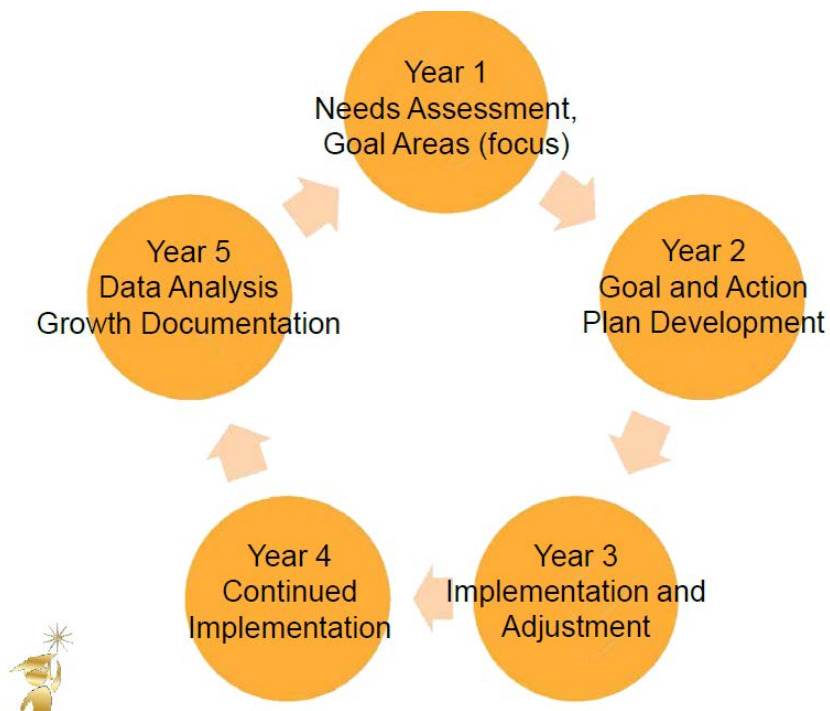 Year 1
Needs Assessment,
Goal Areas (focus)
Year 2
Goal and Action
Plan Development
Year 3
Implementation and
Adjustment
Year 4
Continued
Implementation
Year 5
Data Analysis
Growth Documentation